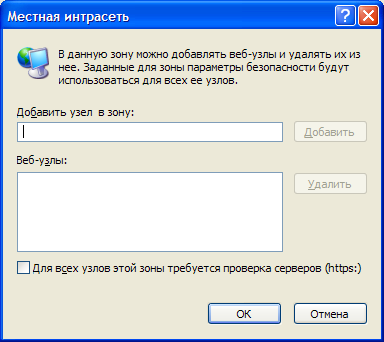 Местная интрасеть
В данную зону можно добавлять веб-узлы и удалять их из
нее. Заданные для зоны параметры безопасности будут
использоваться для всех ее узлов.
Добавить узел в зону:
Добавить
Веб-узлы:
Удалить
Для всех узлов этой зоны требуется проверка серверов (https:)
OK
Отмена